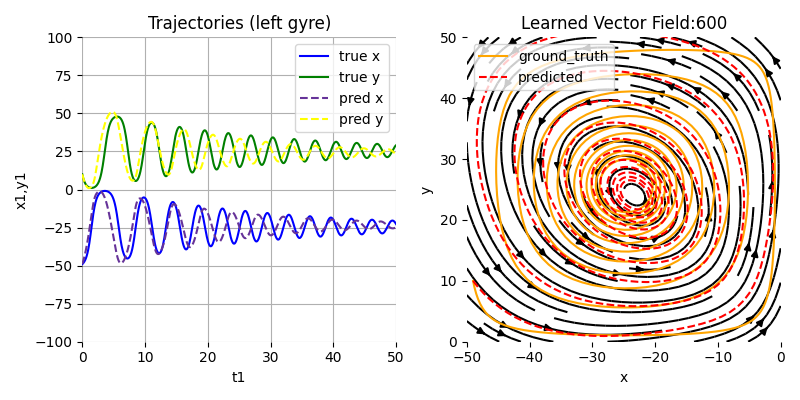 Trajectories (left gyre)
100
75
50
25
0
−25
−50
−75
−100
x1,y1
true x
true y
pred x
pred y
0
10
20
30
40
50
t1
Learned Vector Field:600
50
40
30
20
10
0
y
ground_truth
predicted
−50
−40
−30
−20
−10
0
x